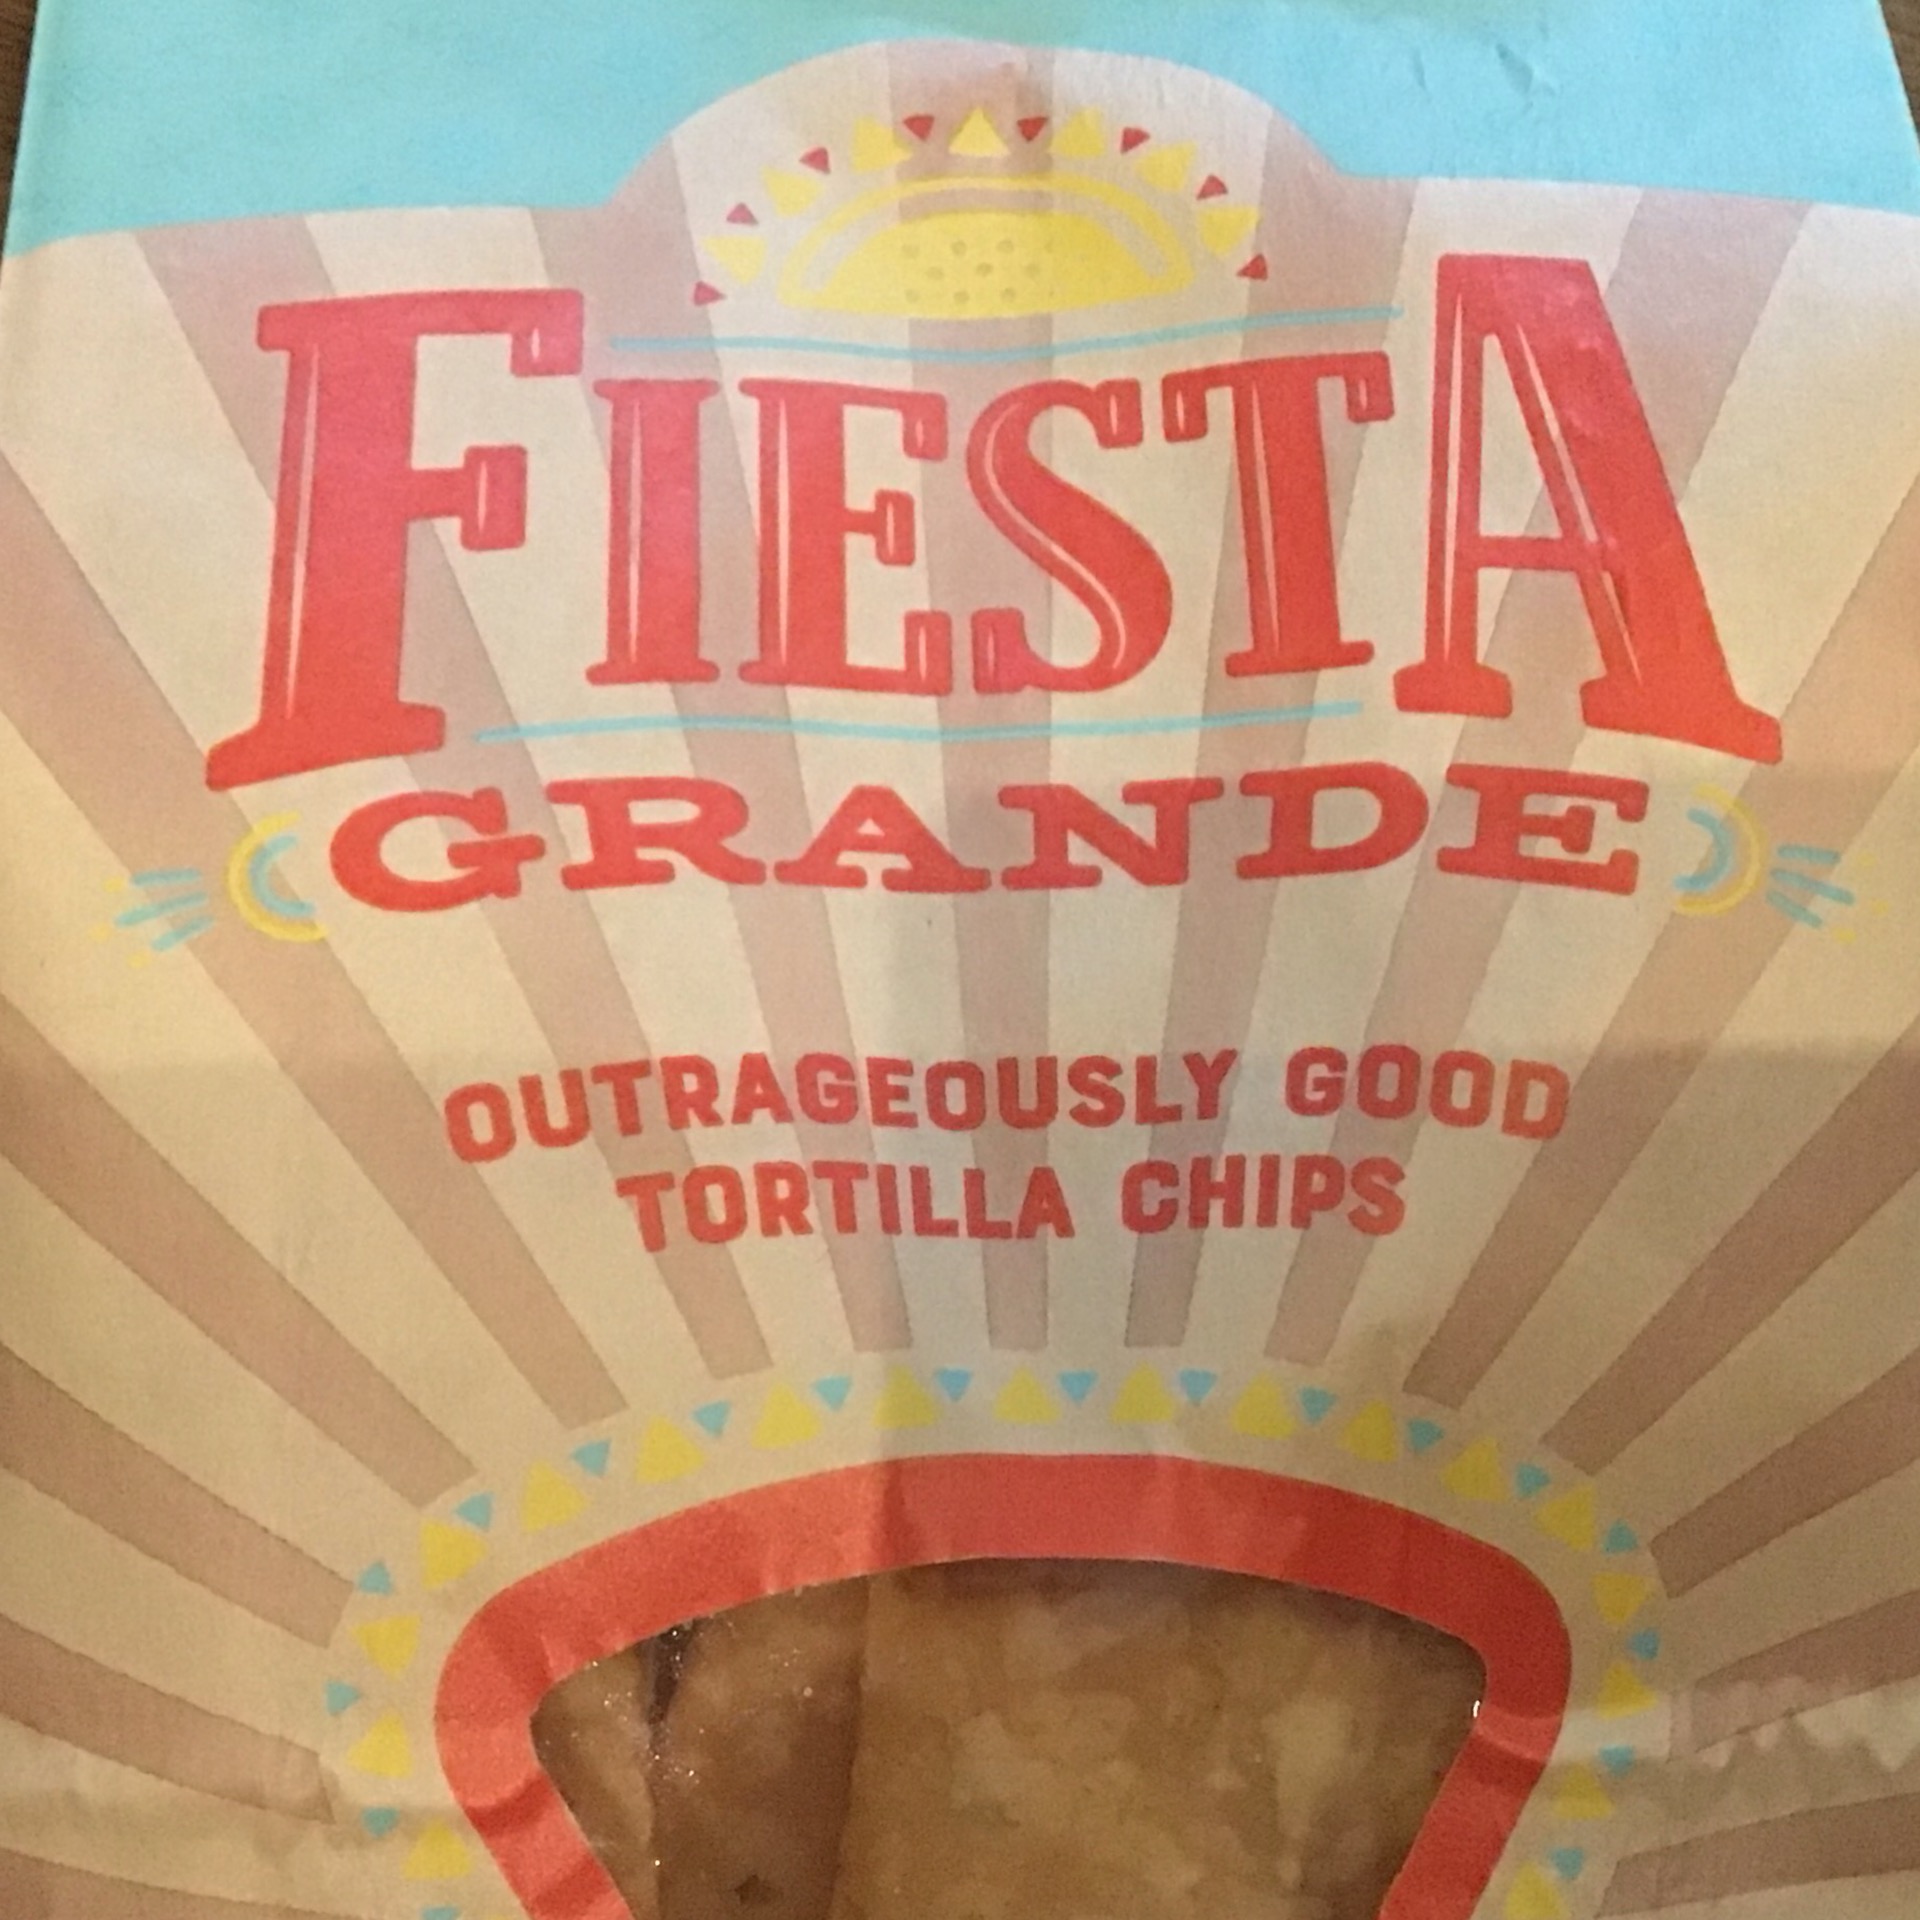 FIESTA
GRANDE
OUTRAGEOUSLY GOOD
TORTILLA CHIPS